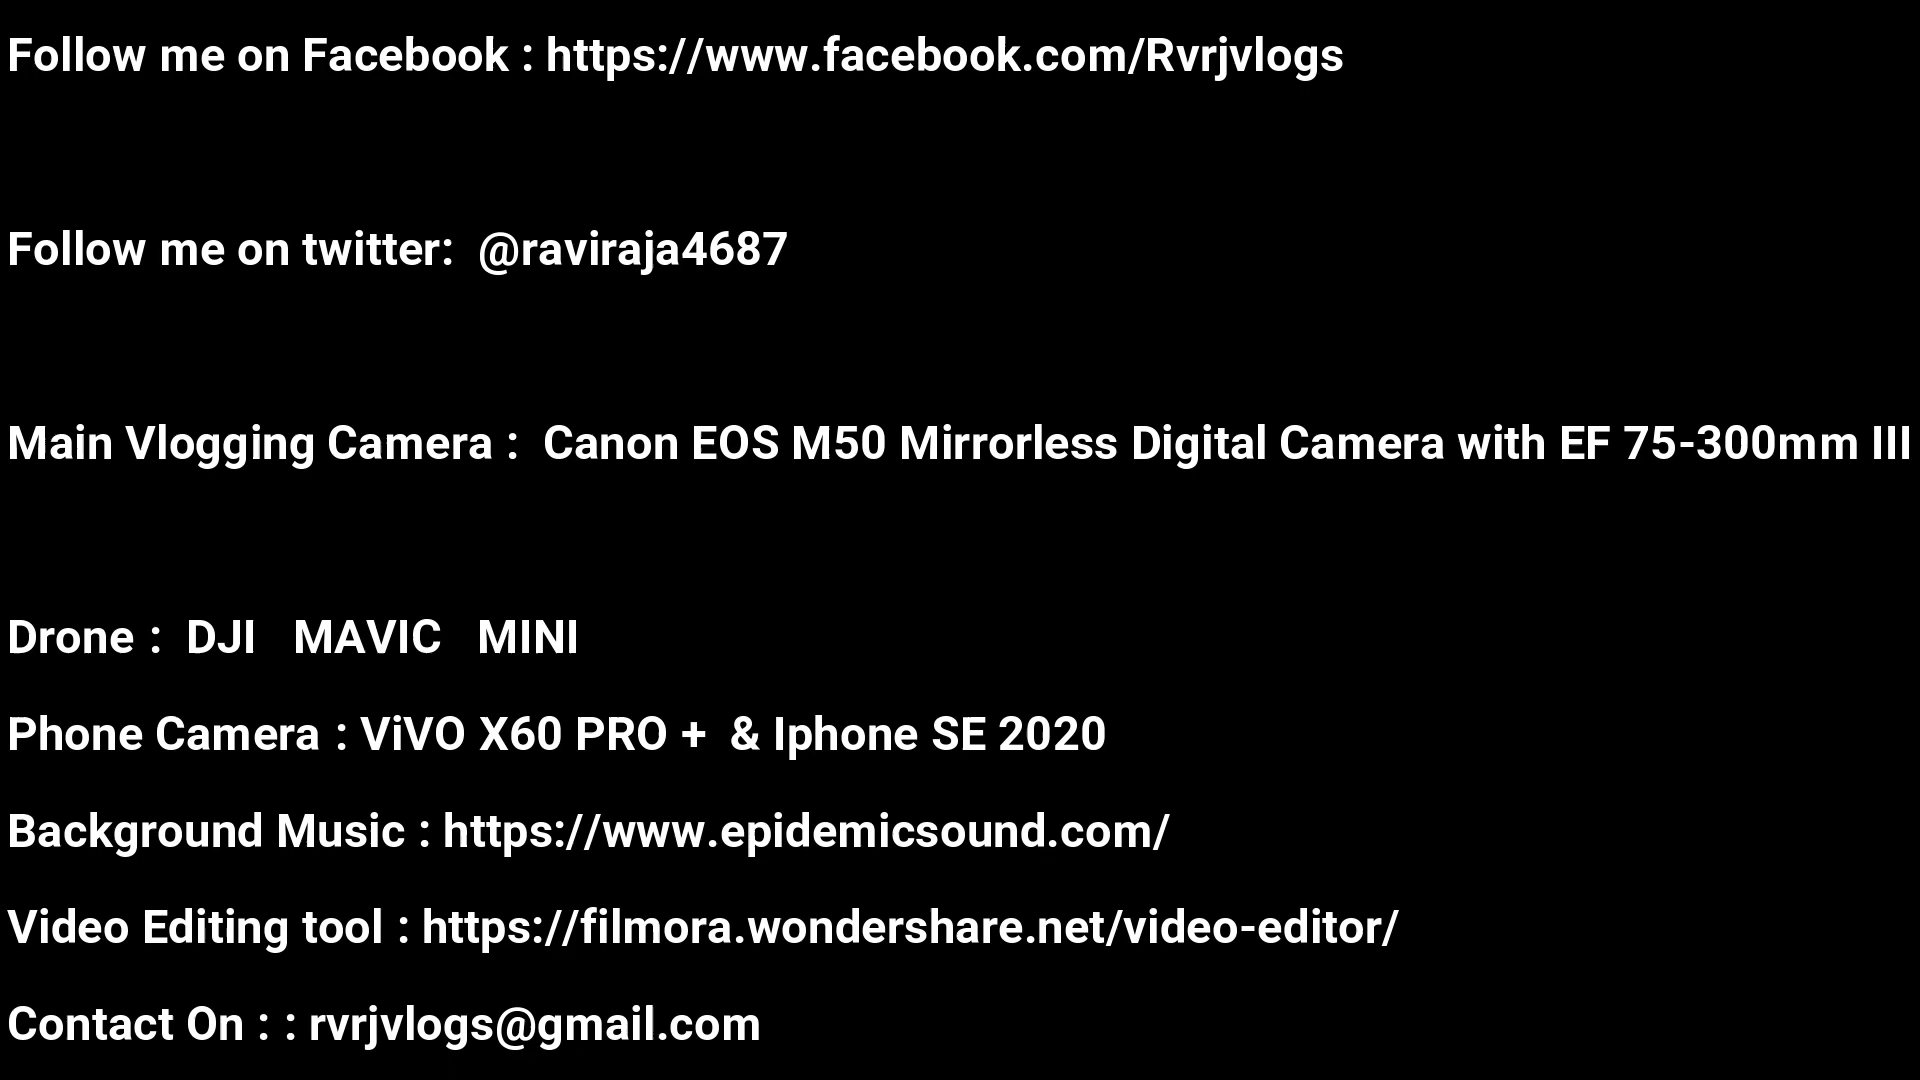 Follow me on Facebook : https://www.facebook.com/Rvrjvlogs
Follow me on twitter:  @raviraja4687
Main Vlogging Camera :  Canon EOS M50 Mirrorless Digital Camera with EF 75-300mm III
Drone :  DJI   MAVIC   MINI
Phone Camera : ViVO X60 PRO +  & Iphone SE 2020
Background Music : https://www.epidemicsound.com/
Video Editing tool : https://filmora.wondershare.net/video-editor/
Contact On : : rvrjvlogs@gmail.com